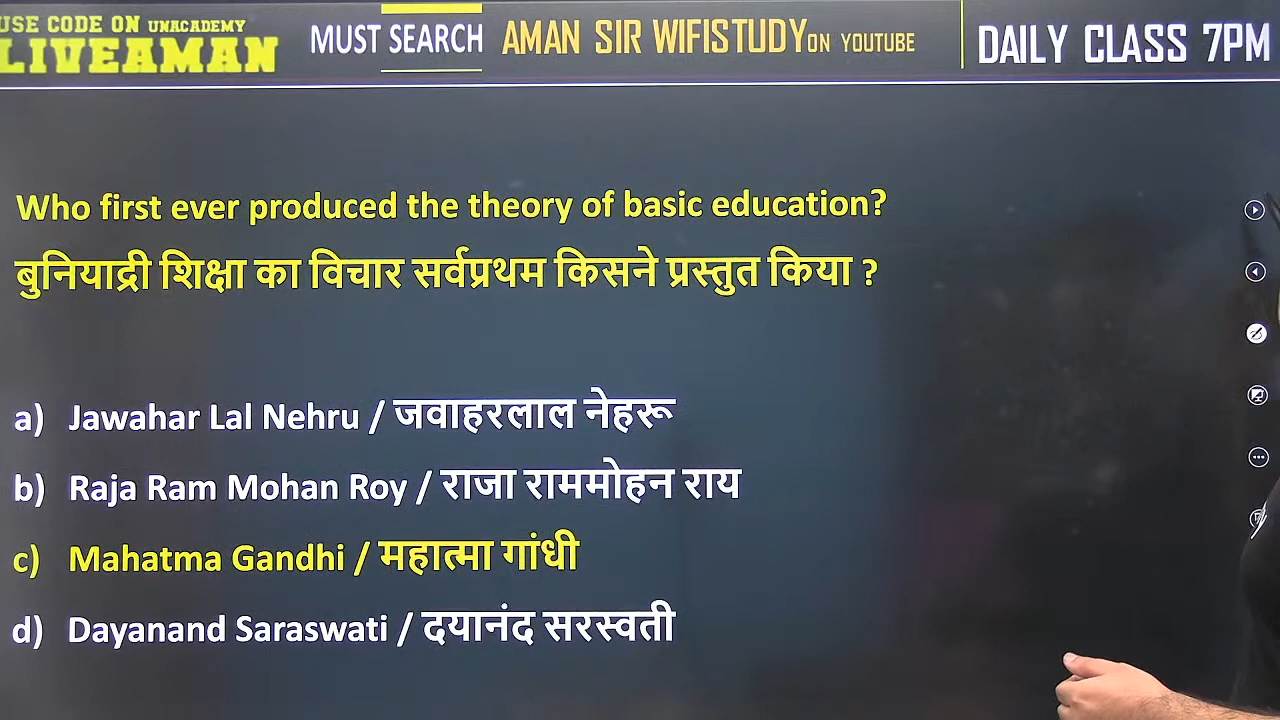 USE CODE ON UNACADEMY
LIVEAMAN
MUST SEARCH AMAN SIR WIFISTUDY ON YOUTUBE
DAILY CLASS 7PM
Who first ever produced the theory of basic education?
बुनियाद्री शिक्षा का विचार सर्वप्रथम किसने प्रस्तुत किया ?
a) Jawahar Lal Nehru / जवाहरलाल नेहरू
b) Raja Ram Mohan Roy / राजा राममोहन राय
c) Mahatma Gandhi / महात्मा गांधी
d) Dayanand Saraswati / दयानंद सरस्वती